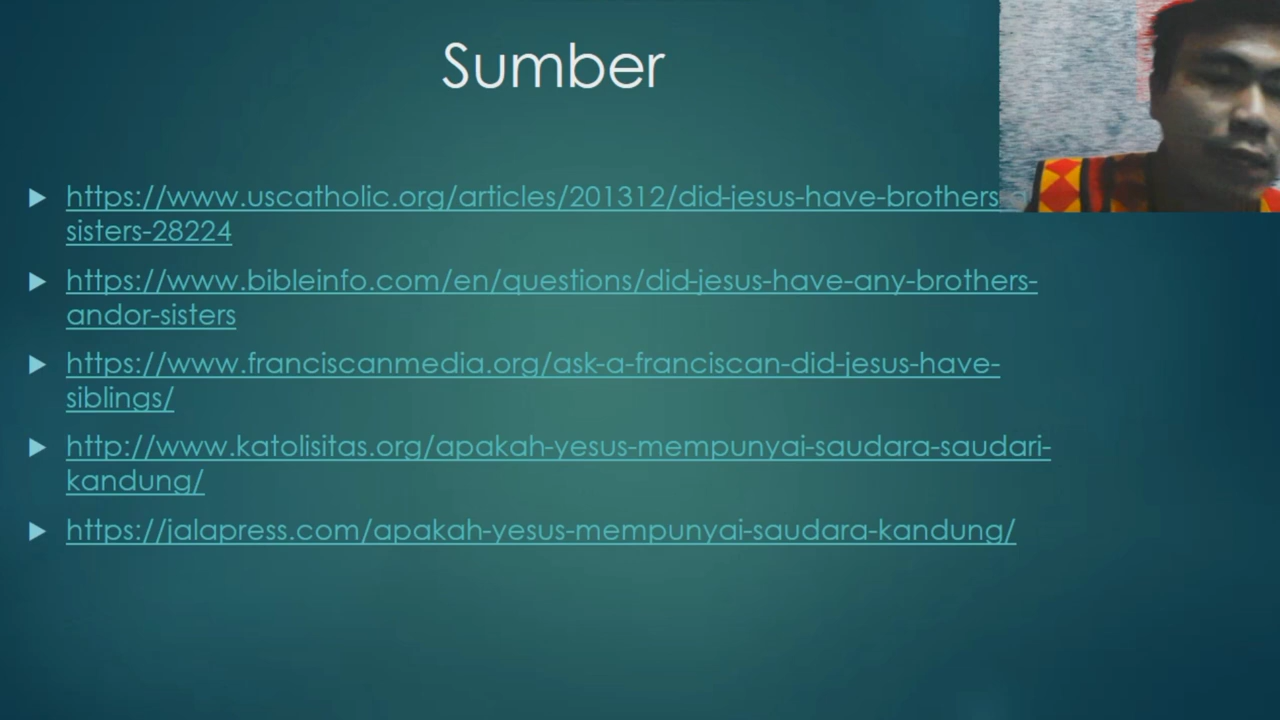 Sumber
https://www.uscatholic.org/articles/201312/did-jesus-have-brothers-
sisters-28224
https://www.bibleinfo.com/en/questions/did-jesus-have-any-brothers-
andor-sisters
https://www.franciscanmedia.org/ask-a-franciscan-did-jesus-have-
siblings/
http://www.katolisitas.org/apakah-yesus-mempunyai-saudara-saudari-
kandung/
https://jalapress.com/apakah-yesus-mempunyai-saudara-kandung/